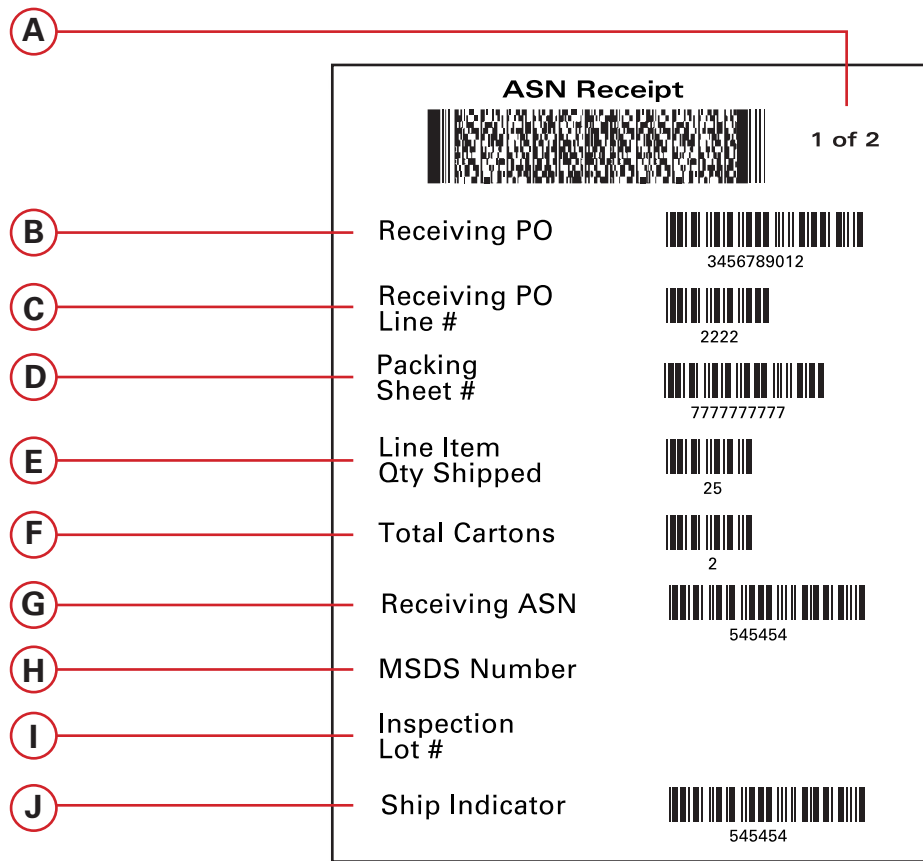 A
ASN Receipt
1 of 2
B
Receiving PO
3456789012
C
Receiving PO
Line #
2222
D
Packing
Sheet #
7777777777
E
Line Item
Qty Shipped
25
F
Total Cartons
2
G
Receiving ASN
545454
H
MSDS Number
I
Inspection
Lot #
J
Ship Indicator
545454